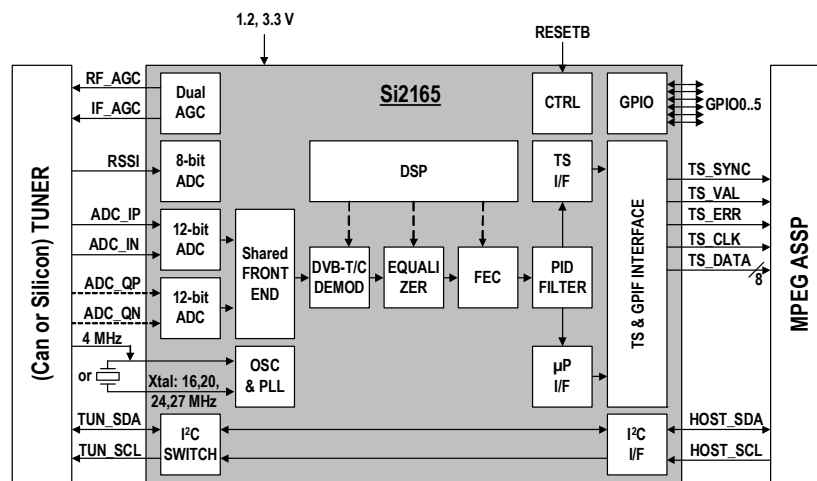 1.2, 3.3 V
RESETB
(Can or Silicon) TUNER
RF_AGC
IF_AGC
Dual
AGC
Si2165
CTRL
GPIO
GPIO0..5
RSSI
8-bit
ADC
DSP
TS
I/F
ADC_IP
ADC_IN
12-bit
ADC
ADC_QP
ADC_QN
12-bit
ADC
Shared
FRONT
END
DVB-T/C
DEMOD
EQUALI
ZER
FEC
PID
FILTER
TS & GPIF INTERFACE
TS_SYNC
TS_VAL
TS_ERR
TS_CLK
TS_DATA
8
MPEG ASSP
4 MHz
or
Xtal: 16,20,
24,27 MHz
OSC
& PLL
µP
I/F
TUN_SDA
TUN_SCL
I²C
SWITCH
I²C
I/F
HOST_SDA
HOST_SCL